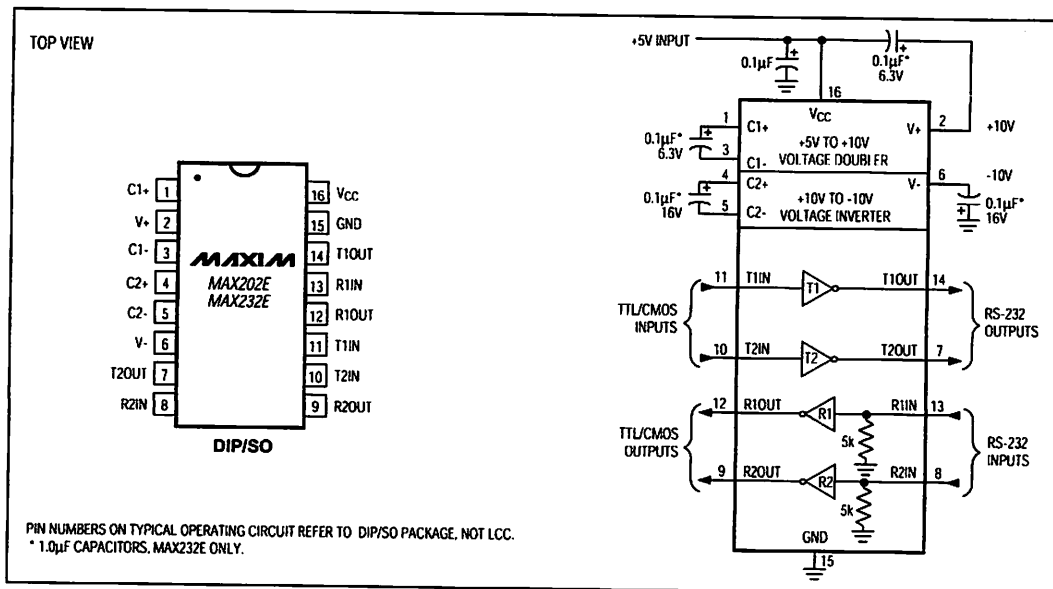 TOP VIEW
C1+ 1
V+ 2
C1- 3
C2+ 4
C2- 5
V- 6
T2OUT 7
R2IN 8
16 VCC
15 GND
14 T1OUT
13 R1IN
12 R1OUT
11 T1IN
10 T2IN
9 R2OUT
MAXIM
MAX202E
MAX232E
DIP/SO
PIN NUMBERS ON TYPICAL OPERATING CIRCUIT REFER TO DIP/SO PACKAGE, NOT LCC.
* 1.0µF CAPACITORS, MAX232E ONLY.
+5V INPUT
0.1µF
+
0.1µF*
6.3V
+
16
VCC
1
C1+
0.1µF*
6.3V
+
3
C1-
+5V TO +10V
VOLTAGE DOUBLER
V+
2
+10V
4
C2+
0.1µF*
16V
+
5
C2-
+10V TO -10V
VOLTAGE INVERTER
V-
6
-10V
0.1µF*
16V
+
TTL/CMOS
INPUTS
11 T1IN T1 T1OUT 14
10 T2IN T2 T2OUT 7
RS-232
OUTPUTS
TTL/CMOS
OUTPUTS
12 R1OUT R1 R1IN 13
5k
9 R2OUT R2 R2IN 8
5k
RS-232
INPUTS
GND
15